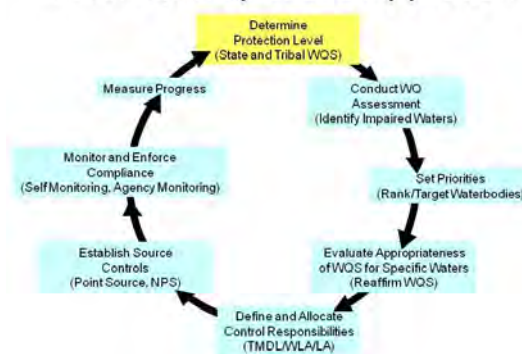 Determine
Protection Level
(State and Tribal WQS)
Conduct WQ
Assessment
(Identify Impaired Waters)
Set Priorities
(Rank/Target Waterbodies)
Evaluate Appropriateness
of WQS for Specific Waters
(Reaffirm WQS)
Define and Allocate
Control Responsibilities
(TMDL/WLA/LA)
Establish Source
Controls
(Point Source, NPS)
Monitor and Enforce
Compliance
(Self Monitoring, Agency Monitoring)
Measure Progress